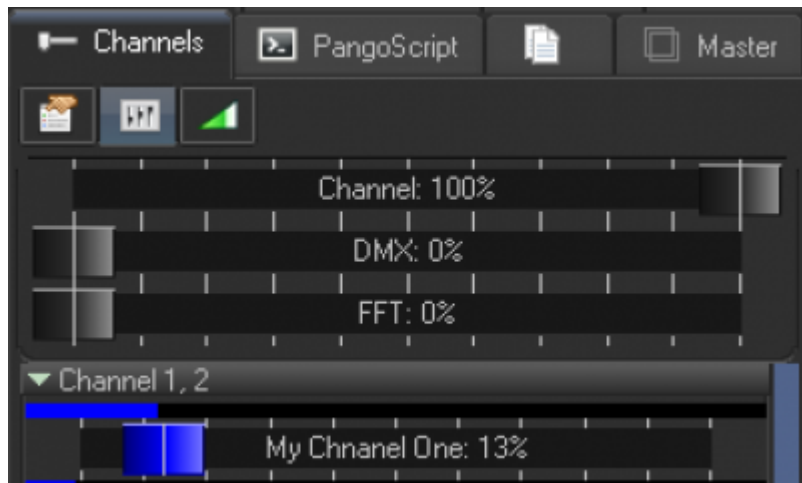 Channels
PangoScript
Master
Channel: 100%
DMX: 0%
FFT: 0%
Channel 1, 2
My Chnanel One: 13%